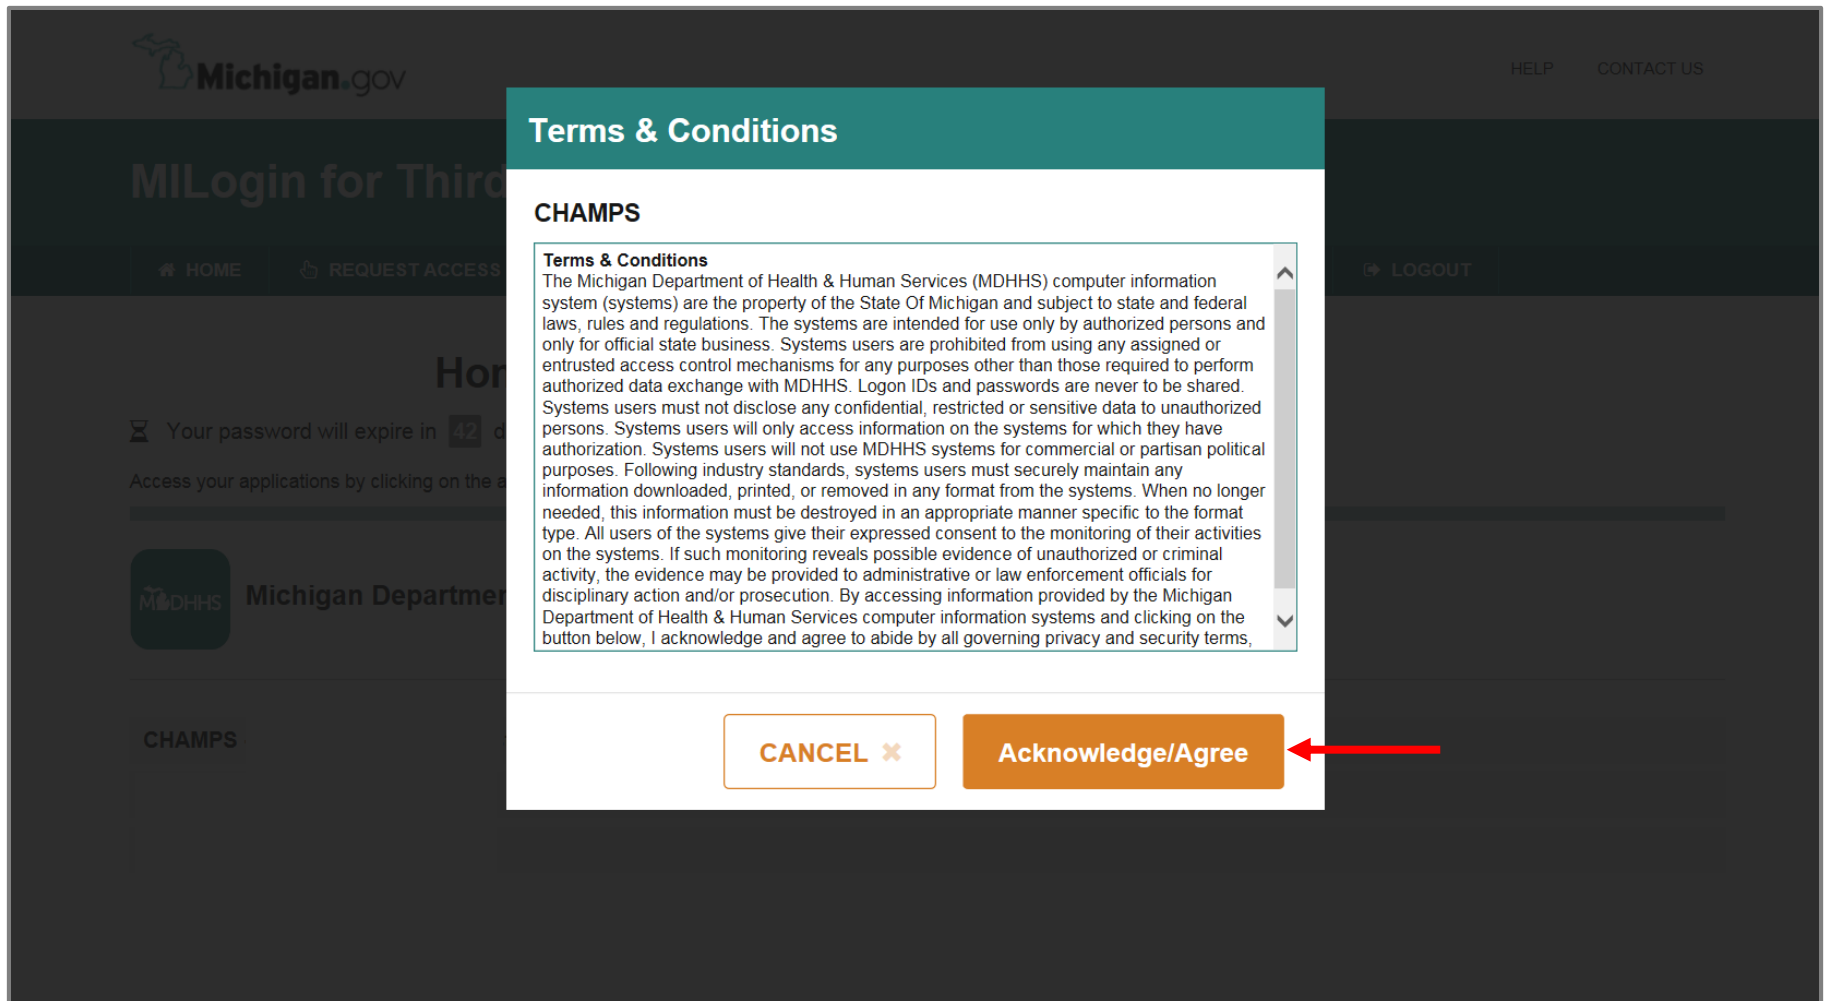 Michigan.gov
HELP
CONTACT US
MILogin for Third
HOME
REQUEST ACCESS
LOGOUT
Hor
Your password will expire in 42 d
Access your applications by clicking on the a
MDHHS
Michigan Departmen
CHAMPS
Terms & Conditions
CHAMPS
Terms & Conditions
The Michigan Department of Health & Human Services (MDHHS) computer information
system (systems) are the property of the State Of Michigan and subject to state and federal
laws, rules and regulations. The systems are intended for use only by authorized persons and
only for official state business. Systems users are prohibited from using any assigned or
entrusted access control mechanisms for any purposes other than those required to perform
authorized data exchange with MDHHS. Logon IDs and passwords are never to be shared.
Systems users must not disclose any confidential, restricted or sensitive data to unauthorized
persons. Systems users will only access information on the systems for which they have
authorization. Systems users will not use MDHHS systems for commercial or partisan political
purposes. Following industry standards, systems users must securely maintain any
information downloaded, printed, or removed in any format from the systems. When no longer
needed, this information must be destroyed in an appropriate manner specific to the format
type. All users of the systems give their expressed consent to the monitoring of their activities
on the systems. If such monitoring reveals possible evidence of unauthorized or criminal
activity, the evidence may be provided to administrative or law enforcement officials for
disciplinary action and/or prosecution. By accessing information provided by the Michigan
Department of Health & Human Services computer information systems and clicking on the
button below, I acknowledge and agree to abide by all governing privacy and security terms,
CANCEL ✖
Acknowledge/Agree